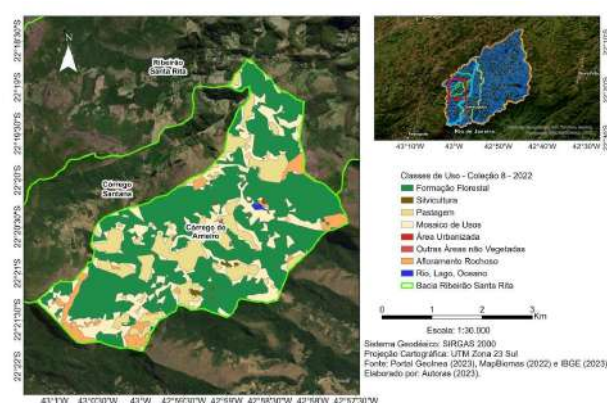 22°18'30"S
22°19'S
22°19'30"S
22°20'S
22°20'30"S
22°21'S
22°21'30"S
22°22'S
Ribeirão
Santa Rita
Córrego
Santana
Córrego do
43°1'W 43°0'30"W 43°0'W 42°59'30"W 42°59'W 42°58'30"W 42°58'W 42°57'30"W
Rio de Janeiro
43°10'W 43°0'W 42°50'W 42°40'W 42°30'W
Classes de Uso - Coleção 8 - 2022
Formação Florestal
Silvicultura
Pastagem
Mosaico de Usos
Área Urbanizada
Outras Áreas não Vegetadas
Afloramento Rochoso
Rio, Lago, Oceano
Bacia Ribeirão Santa Rita
0 1 2 3
Km
Escala: 1:30.000
Sistema Geodésico: SIRGAS 2000
Projeção Cartográfica: UTM Zona 23 Sul
Fonte: Portal GeoInea (2023), MapBiomas (2022) e IBGE (2023)
Elaborado por: Autoras (2023).